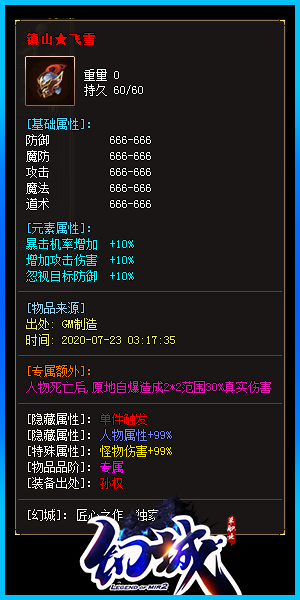 镇山★飞雪
重量 0
持久 60/60
[基础属性]:
防御 666-666
魔防 666-666
攻击 666-666
魔法 666-666
道术 666-666
[元素属性]:
暴击机率增加 +10%
增加攻击伤害 +10%
忽视目标防御 +10%
[物品来源]
出处: GM制造
时间: 2020-07-23 03:17:35
[专属额外]:
人物死亡后,原地自爆造成2*2范围30%真实伤害
[隐藏属性]: 单件触发
[隐藏属性]: 人物属性+99%
[特殊属性]: 怪物伤害+99%
[物品品阶]: 专属
[装备出处]: 孙权
[幻城]: 匠心之作 独家
幻城
LEGEND OF MIR2